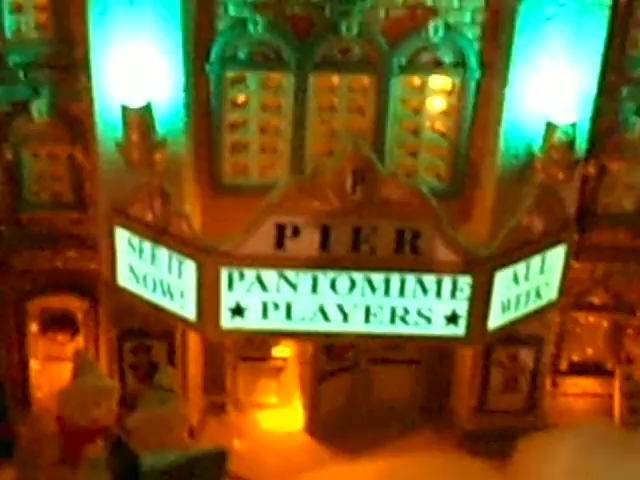 P
PIER
SEE IT
NOW!
PANTOMIME
★ PLAYERS ★
ALL
WEEK!